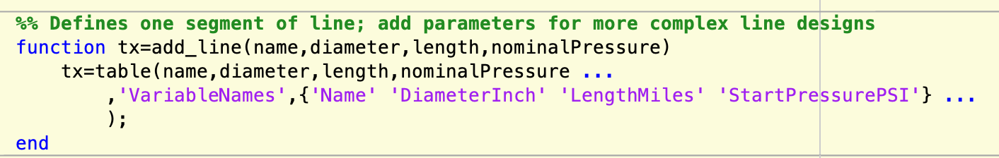 %% Defines one segment of line; add parameters for more complex line designs
function tx=add_line(name,diameter,length,nominalPressure)
    tx=table(name,diameter,length,nominalPressure ...
        ,'VariableNames',{'Name' 'DiameterInch' 'LengthMiles' 'StartPressurePSI'} ...
        );
end